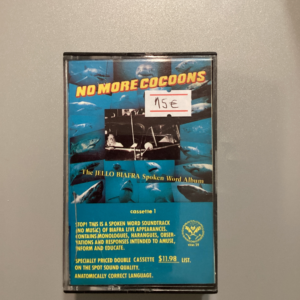 NO MORE COCOONS
15€
The JELLO BIAFRA Spoken Word Album
cassette 1
STOP! THIS IS A SPOKEN WORD SOUNDTRACK
(NO MUSIC) OF BIAFRA LIVE APPEARANCES.
CONTAINS MONOLOGUES, HARANGUES, OBSER-
VATIONS AND RESPONSES INTENDED TO AMUSE,
INFORM AND EDUCATE.
SPECIALLY PRICED DOUBLE CASSETTE $11.98 LIST.
ON THE SPOT SOUND QUALITY.
ANATOMICALLY CORRECT LANGUAGE.